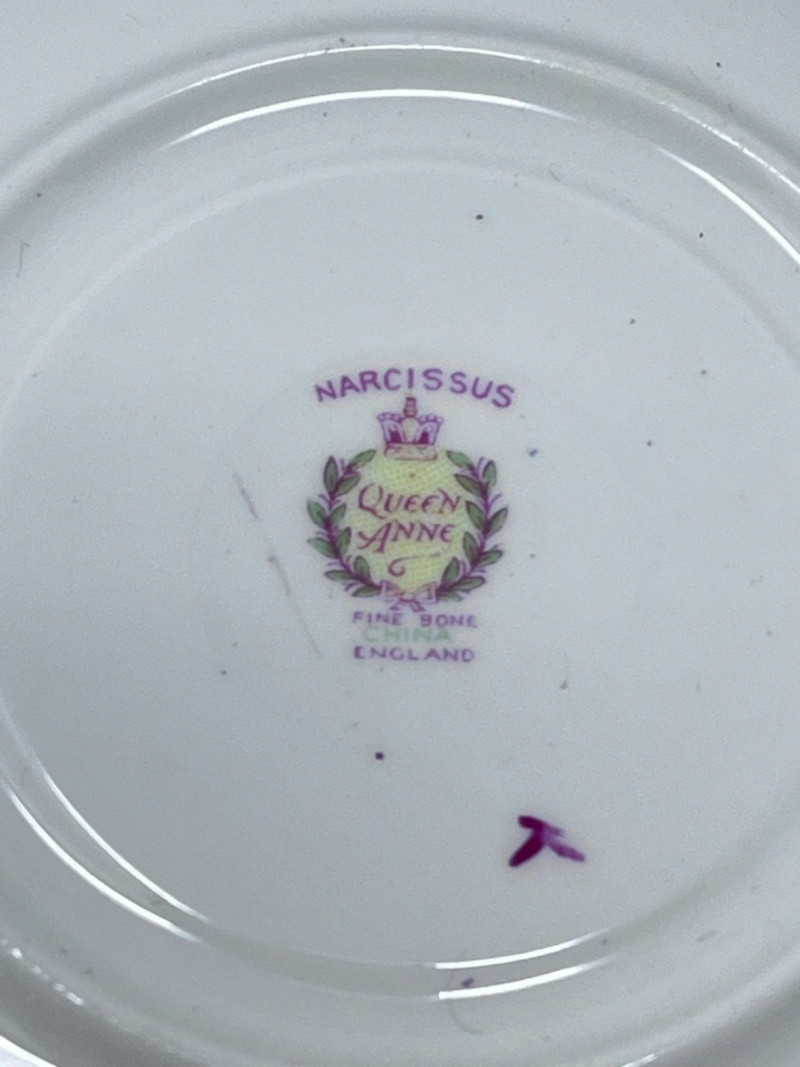 NARCISSUS
QUEEN
ANNE
FINE BONE
CHINA
ENGLAND